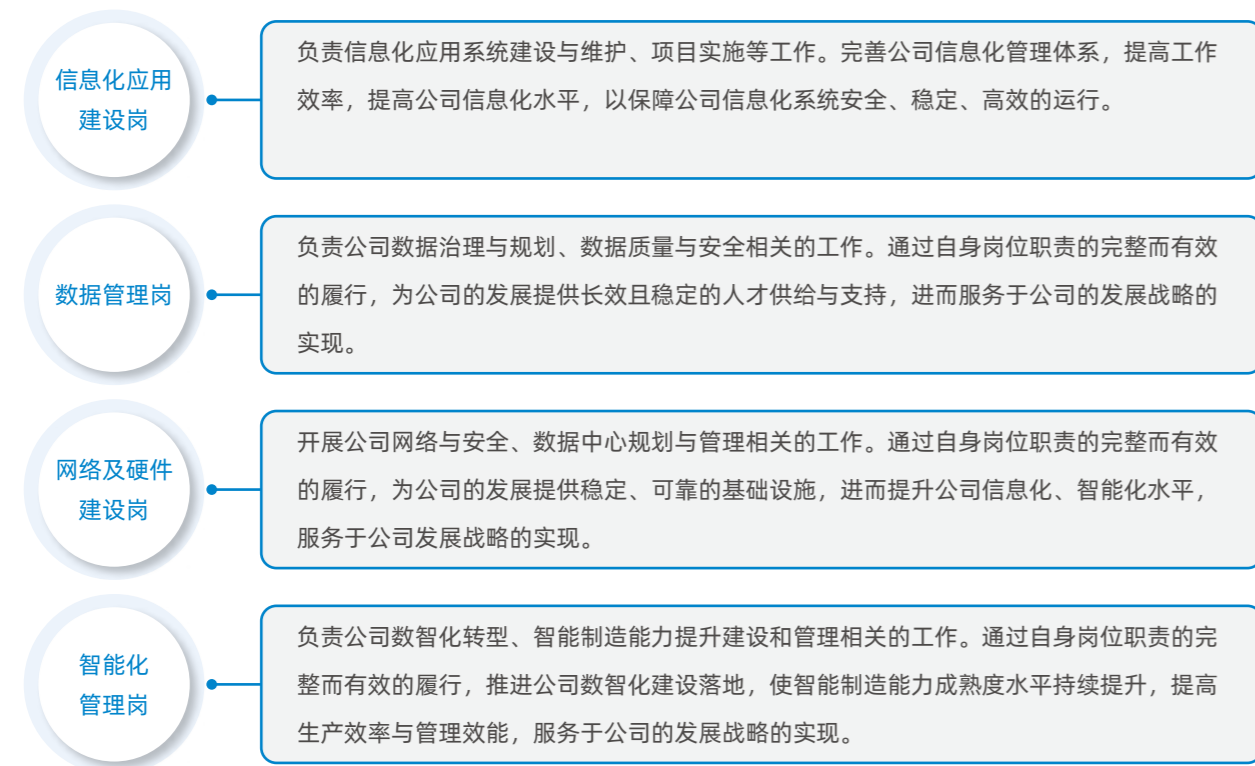 信息化应用
建设岗
负责信息化应用系统建设与维护、项目实施等工作。完善公司信息化管理体系，提高工作
效率，提高公司信息化水平，以保障公司信息化系统安全、稳定、高效的运行。
数据管理岗
负责公司数据治理与规划、数据质量与安全相关的工作。通过自身岗位职责的完整而有效
的履行，为公司的发展提供长效且稳定的人才供给与支持，进而服务于公司的发展战略的
实现。
网络及硬件
建设岗
开展公司网络与安全、数据中心规划与管理相关的工作。通过自身岗位职责的完整而有效
的履行，为公司的发展提供稳定、可靠的基础设施，进而提升公司信息化、智能化水平，
服务于公司发展战略的实现。
智能化
管理岗
负责公司数智化转型、智能制造能力提升建设和管理相关的工作。通过自身岗位职责的完
整而有效的履行，推进公司数智化建设落地，使智能制造能力成熟度水平持续提升，提高
生产效率与管理效能，服务于公司的发展战略的实现。